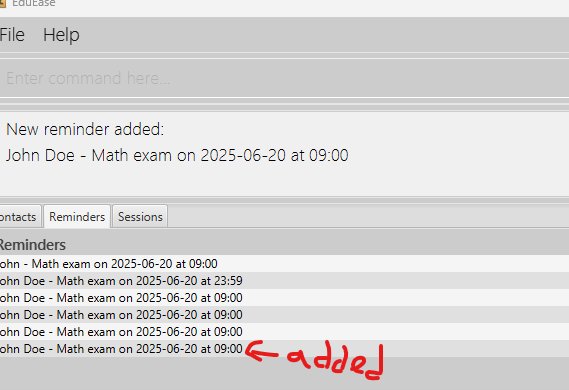 EduEase
File Help
Enter command here...
New reminder added:
John Doe - Math exam on 2025-06-20 at 09:00
ontacts Reminders Sessions
Reminders
ohn - Math exam on 2025-06-20 at 09:00
ohn Doe - Math exam on 2025-06-20 at 23:59
ohn Doe - Math exam on 2025-06-20 at 09:00
ohn Doe - Math exam on 2025-06-20 at 09:00
ohn Doe - Math exam on 2025-06-20 at 09:00
ohn Doe - Math exam on 2025-06-20 at 09:00 ← added